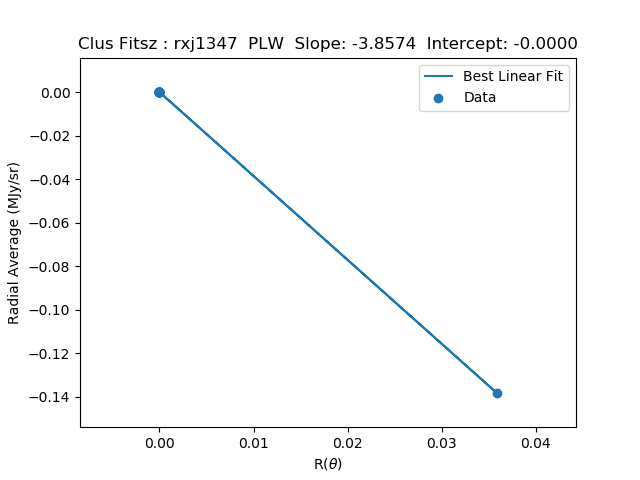 Clus Fitsz : rxj1347  PLW  Slope: -3.8574  Intercept: -0.0000
Best Linear Fit
Data
0.00
−0.02
−0.04
−0.06
−0.08
−0.10
−0.12
−0.14
Radial Average (MJy/sr)
0.00 0.01 0.02 0.03 0.04
R(θ)